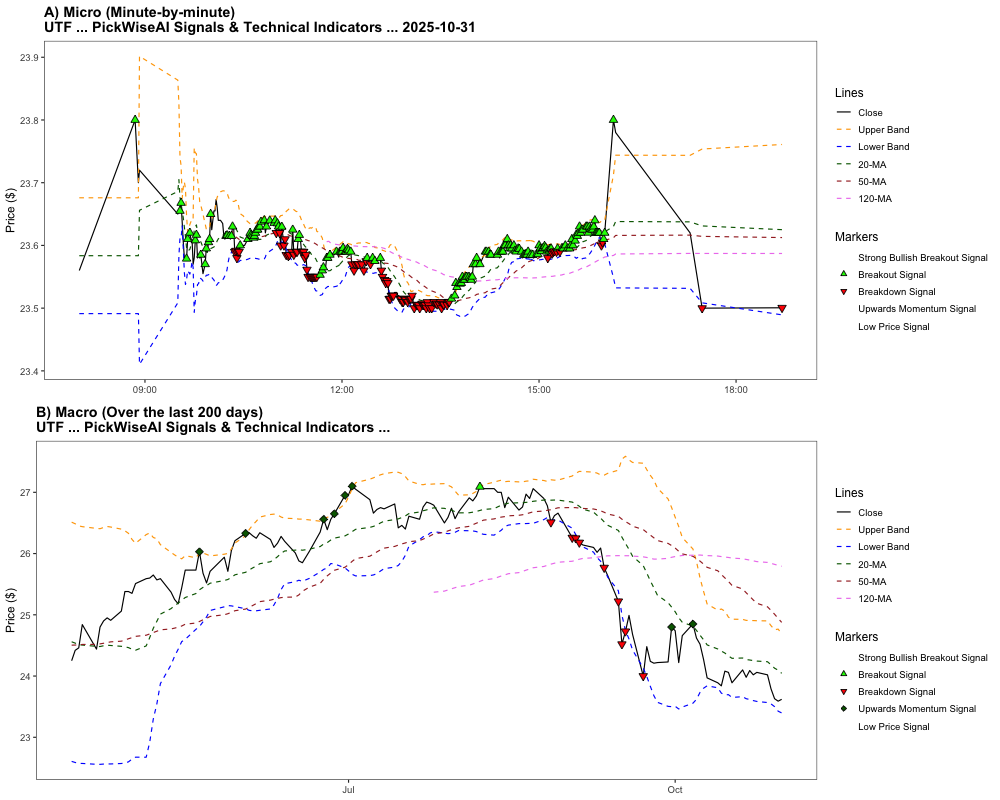 A) Micro (Minute-by-minute)
UTF ... PickWiseAI Signals & Technical Indicators ... 2025-10-31
Price ($)
23.9
23.8
23.7
23.6
23.5
23.4
09:00
12:00
15:00
18:00
Lines
Close
Upper Band
Lower Band
20-MA
50-MA
120-MA
Markers
Strong Bullish Breakout Signal
Breakout Signal
Breakdown Signal
Upwards Momentum Signal
Low Price Signal
B) Macro (Over the last 200 days)
UTF ... PickWiseAI Signals & Technical Indicators ...
Price ($)
27
26
25
24
23
Jul
Oct
Lines
Close
Upper Band
Lower Band
20-MA
50-MA
120-MA
Markers
Strong Bullish Breakout Signal
Breakout Signal
Breakdown Signal
Upwards Momentum Signal
Low Price Signal